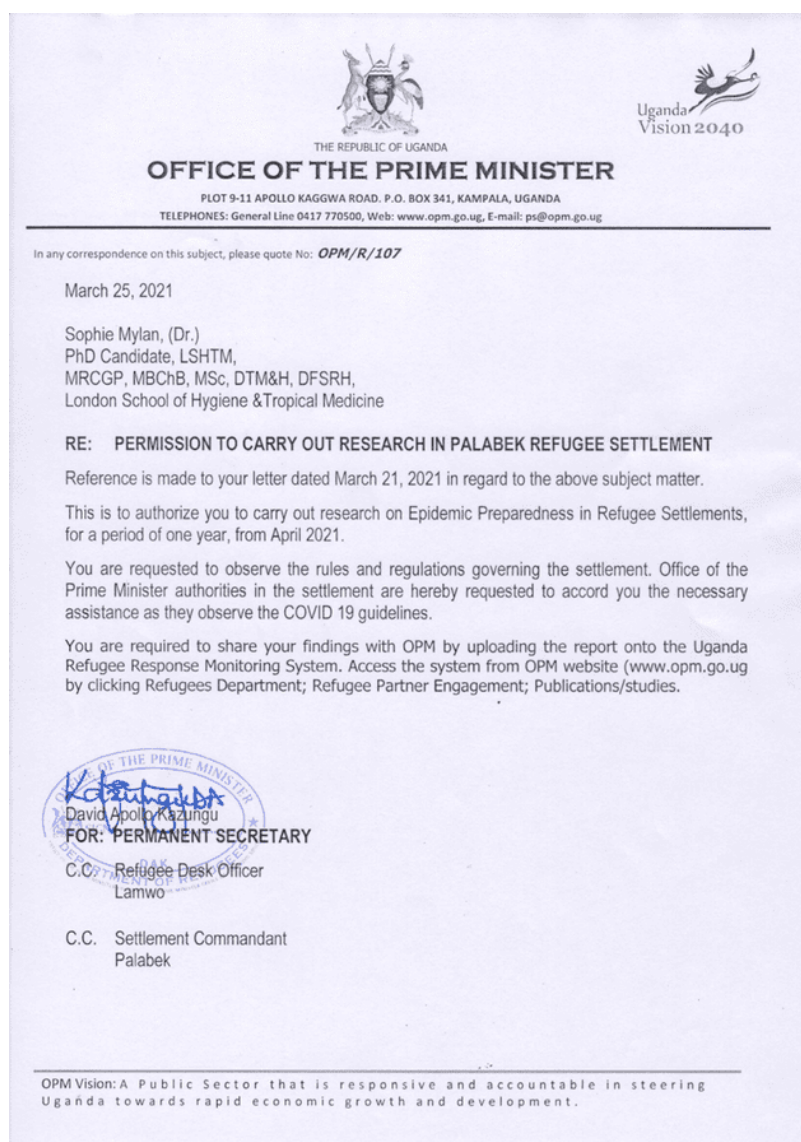 Uganda
Vision 2040
THE REPUBLIC OF UGANDA
OFFICE OF THE PRIME MINISTER
PLOT 9-11 APOLLO KAGGWA ROAD. P.O. BOX 341, KAMPALA, UGANDA
TELEPHONES: General Line 0417 770500, Web: www.opm.go.ug, E-mail: ps@opm.go.ug
In any correspondence on this subject, please quote No: OPM/R/107
March 25, 2021
Sophie Mylan, (Dr.)
PhD Candidate, LSHTM,
MRCGP, MBChB, MSc, DTM&H, DFSRH,
London School of Hygiene &Tropical Medicine
RE: PERMISSION TO CARRY OUT RESEARCH IN PALABEK REFUGEE SETTLEMENT
Reference is made to your letter dated March 21, 2021 in regard to the above subject matter.
This is to authorize you to carry out research on Epidemic Preparedness in Refugee Settlements,
for a period of one year, from April 2021.
You are requested to observe the rules and regulations governing the settlement. Office of the
Prime Minister authorities in the settlement are hereby requested to accord you the necessary
assistance as they observe the COVID 19 guidelines.
You are required to share your findings with OPM by uploading the report onto the Uganda
Refugee Response Monitoring System. Access the system from OPM website (www.opm.go.ug
by clicking Refugees Department; Refugee Partner Engagement; Publications/studies.
OFFICE OF THE PRIME MINISTER
David Apollo Kazungu
FOR: PERMANENT SECRETARY
DAK
DEPARTMENT OF REFUGEES
C.C. Refugee Desk Officer
Lamwo
C.C. Settlement Commandant
Palabek
OPM Vision: A Public Sector that is responsive and accountable in steering
Uganda towards rapid economic growth and development.